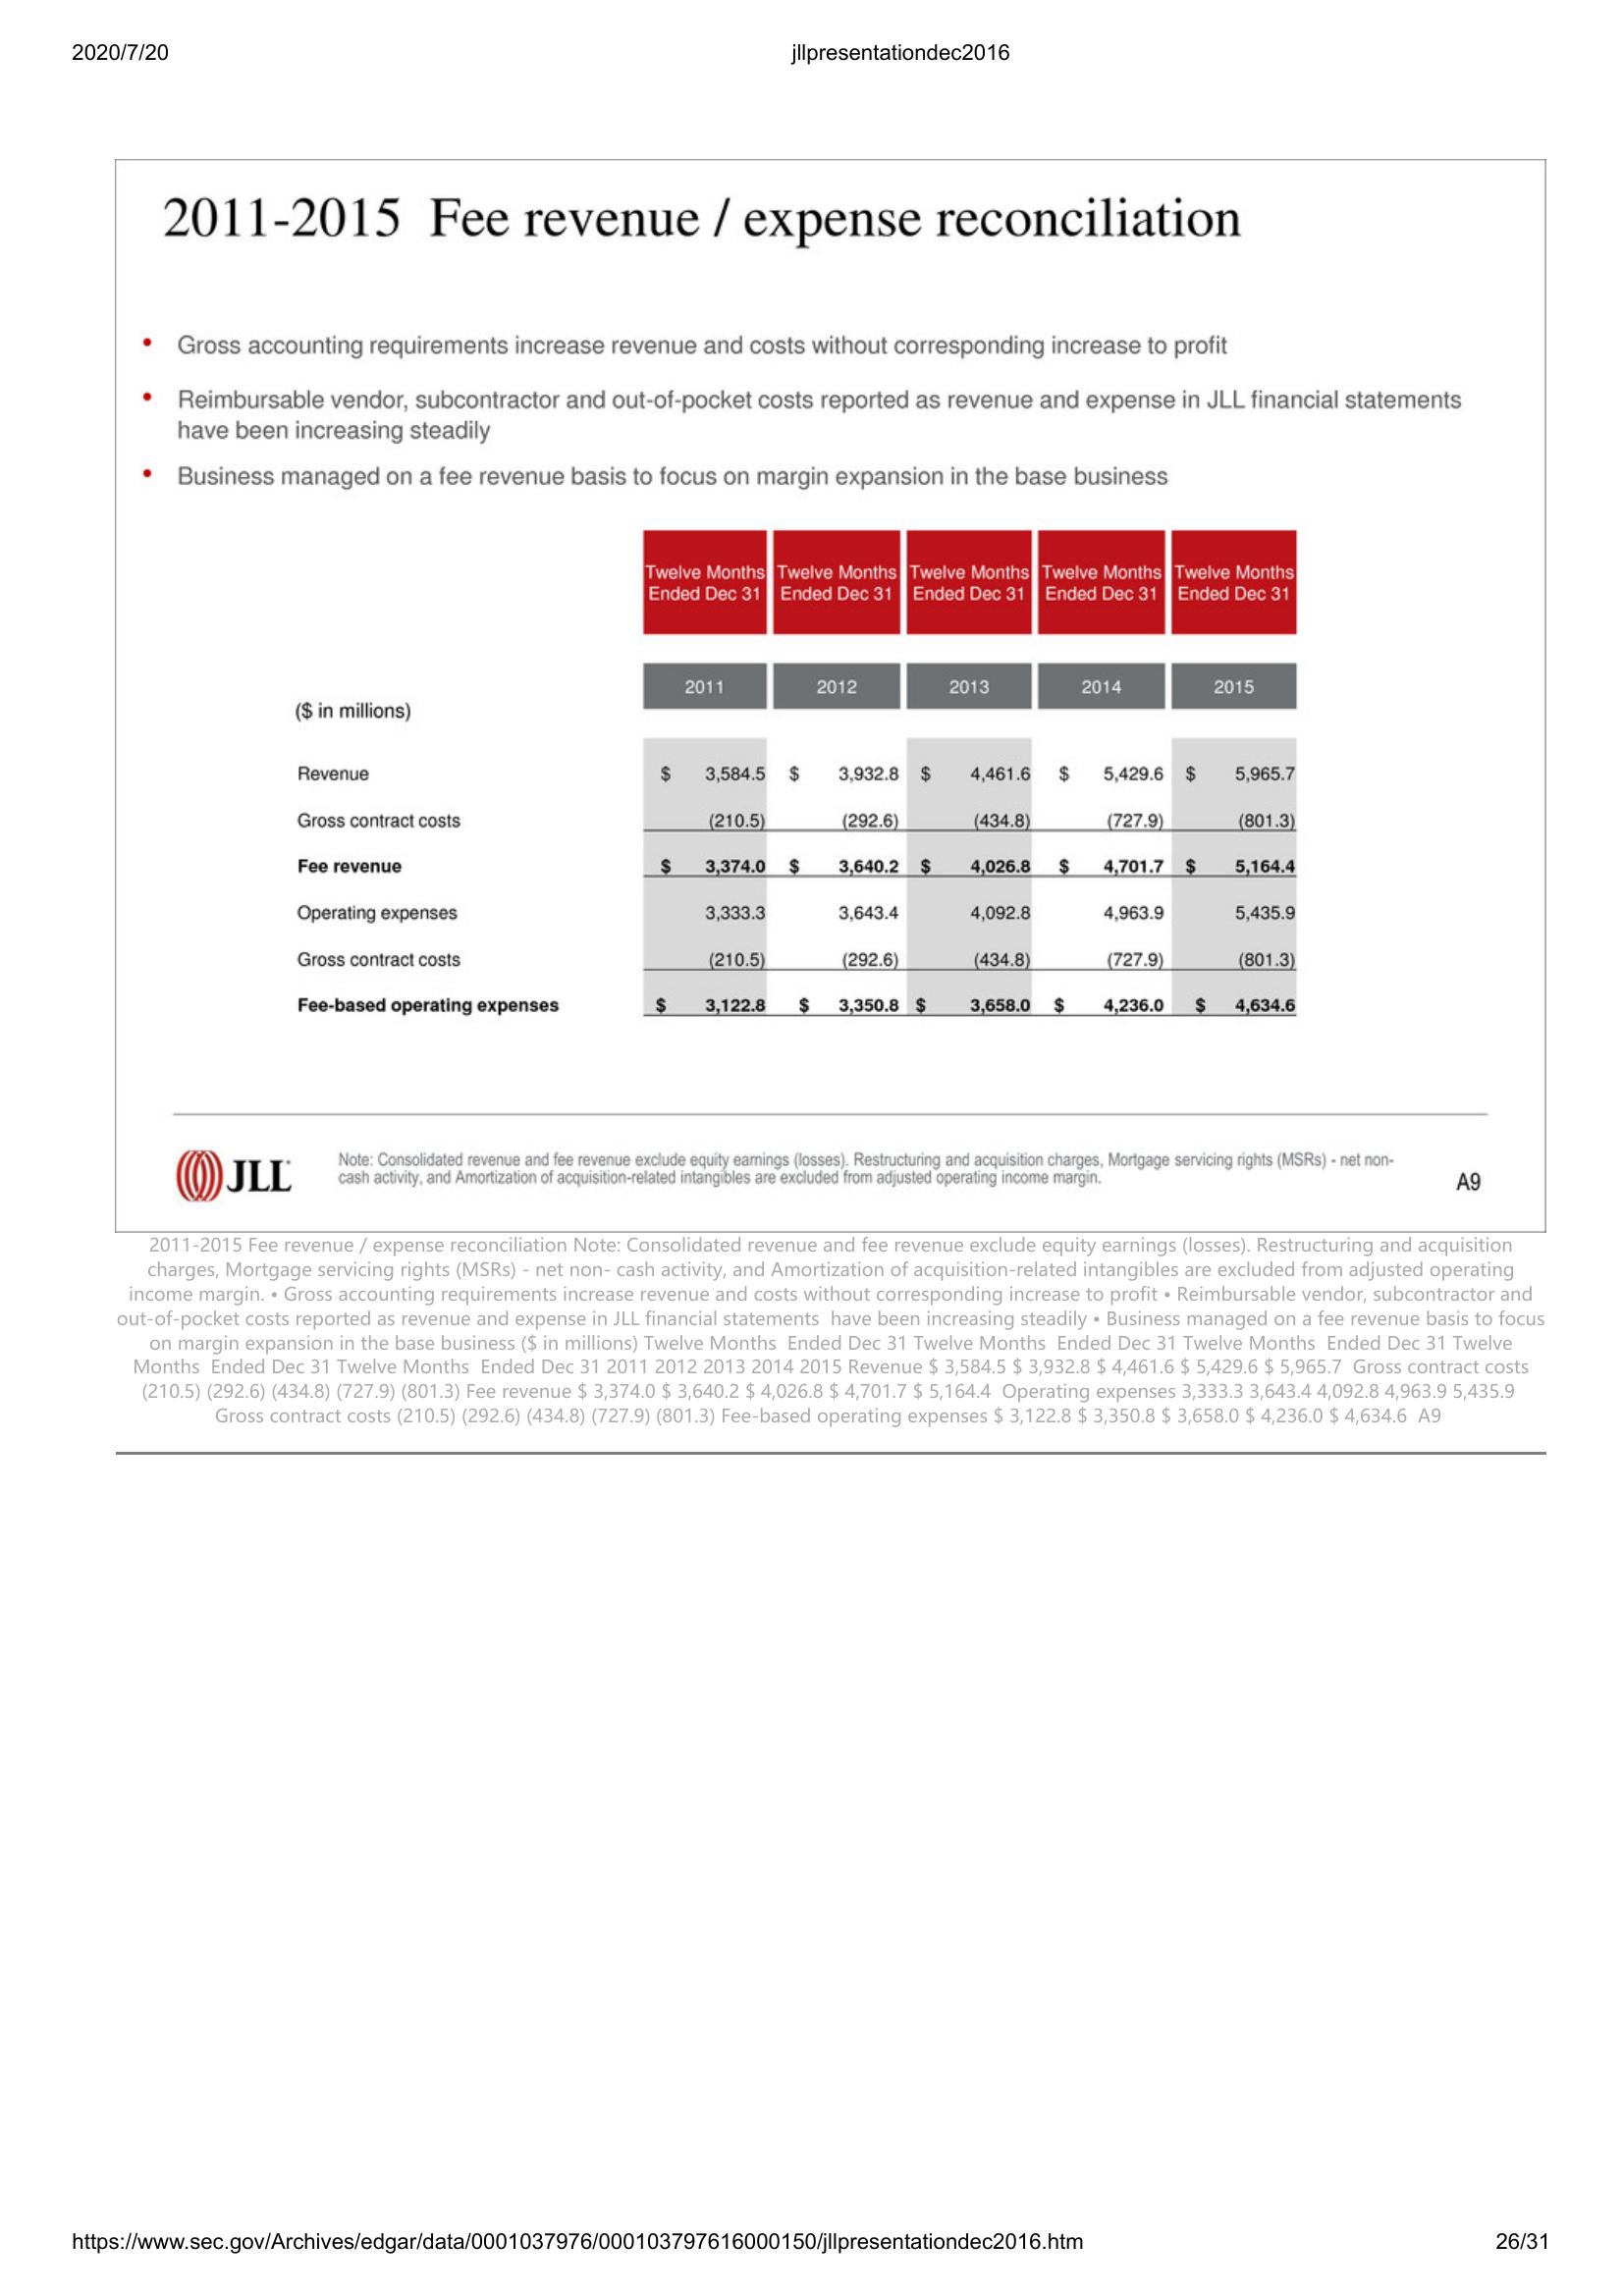 2020/7/20 jllpresentationdec2016
2011-2015 Fee revenue / expense reconciliation
• Gross accounting requirements increase revenue and costs without corresponding increase to profit
• Reimbursable vendor, subcontractor and out-of-pocket costs reported as revenue and expense in JLL financial statements
have been increasing steadily
• Business managed on a fee revenue basis to focus on margin expansion in the base business
Twelve Months Twelve Months Twelve Months Twelve Months Twelve Months
Ended Dec 31 Ended Dec 31 Ended Dec 31 Ended Dec 31 Ended Dec 31
2011 2012 2013 2014 2015
($ in millions)
Revenue $ 3,584.5 $ 3,932.8 $ 4,461.6 $ 5,429.6 $ 5,965.7
Gross contract costs (210.5) (292.6) (434.8) (727.9) (801.3)
Fee revenue $ 3,374.0 $ 3,640.2 $ 4,026.8 $ 4,701.7 $ 5,164.4
Operating expenses 3,333.3 3,643.4 4,092.8 4,963.9 5,435.9
Gross contract costs (210.5) (292.6) (434.8) (727.9) (801.3)
Fee-based operating expenses $ 3,122.8 $ 3,350.8 $ 3,658.0 $ 4,236.0 $ 4,634.6
JLL
Note: Consolidated revenue and fee revenue exclude equity earnings (losses). Restructuring and acquisition charges, Mortgage servicing rights (MSRs) - net non-
cash activity, and Amortization of acquisition-related intangibles are excluded from adjusted operating income margin.
A9
2011-2015 Fee revenue / expense reconciliation Note: Consolidated revenue and fee revenue exclude equity earnings (losses). Restructuring and acquisition
charges, Mortgage servicing rights (MSRs) - net non- cash activity, and Amortization of acquisition-related intangibles are excluded from adjusted operating
income margin. • Gross accounting requirements increase revenue and costs without corresponding increase to profit • Reimbursable vendor, subcontractor and
out-of-pocket costs reported as revenue and expense in JLL financial statements have been increasing steadily • Business managed on a fee revenue basis to focus
on margin expansion in the base business ($ in millions) Twelve Months Ended Dec 31 Twelve Months Ended Dec 31 Twelve Months Ended Dec 31 Twelve
Months Ended Dec 31 Twelve Months Ended Dec 31 2011 2012 2013 2014 2015 Revenue $ 3,584.5 $ 3,932.8 $ 4,461.6 $ 5,429.6 $ 5,965.7 Gross contract costs
(210.5) (292.6) (434.8) (727.9) (801.3) Fee revenue $ 3,374.0 $ 3,640.2 $ 4,026.8 $ 4,701.7 $ 5,164.4 Operating expenses 3,333.3 3,643.4 4,092.8 4,963.9 5,435.9
Gross contract costs (210.5) (292.6) (434.8) (727.9) (801.3) Fee-based operating expenses $ 3,122.8 $ 3,350.8 $ 3,658.0 $ 4,236.0 $ 4,634.6 A9
https://www.sec.gov/Archives/edgar/data/0001037976/000103797616000150/jllpresentationdec2016.htm 26/31